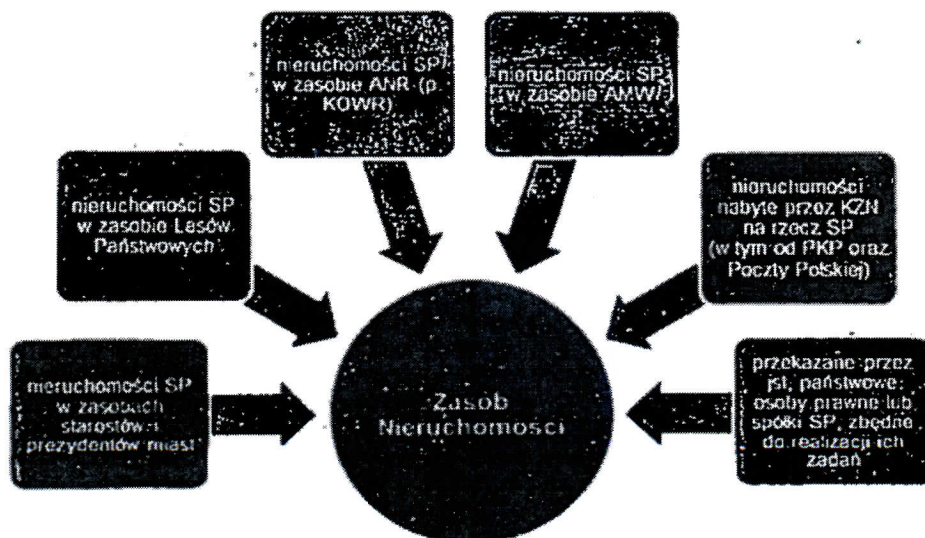 nieruchomości SP
w zasobie ANR (p.
KOWR)
nieruchomości SP
w zasobie AMW
nieruchomości SP
w zasobie Lasów
Państwowych
nieruchomości
nabyte przez KZN
na rzecz SP
(w tym od PKP oraz
Poczty Polskiej)
nieruchomości SP
w zasobach
starostów i
prezydentów miast
Zasób
Nieruchomości
przekazane przez
jst, państwowe
osoby prawne lub
spółki SP, zbędne
do realizacji ich
zadań